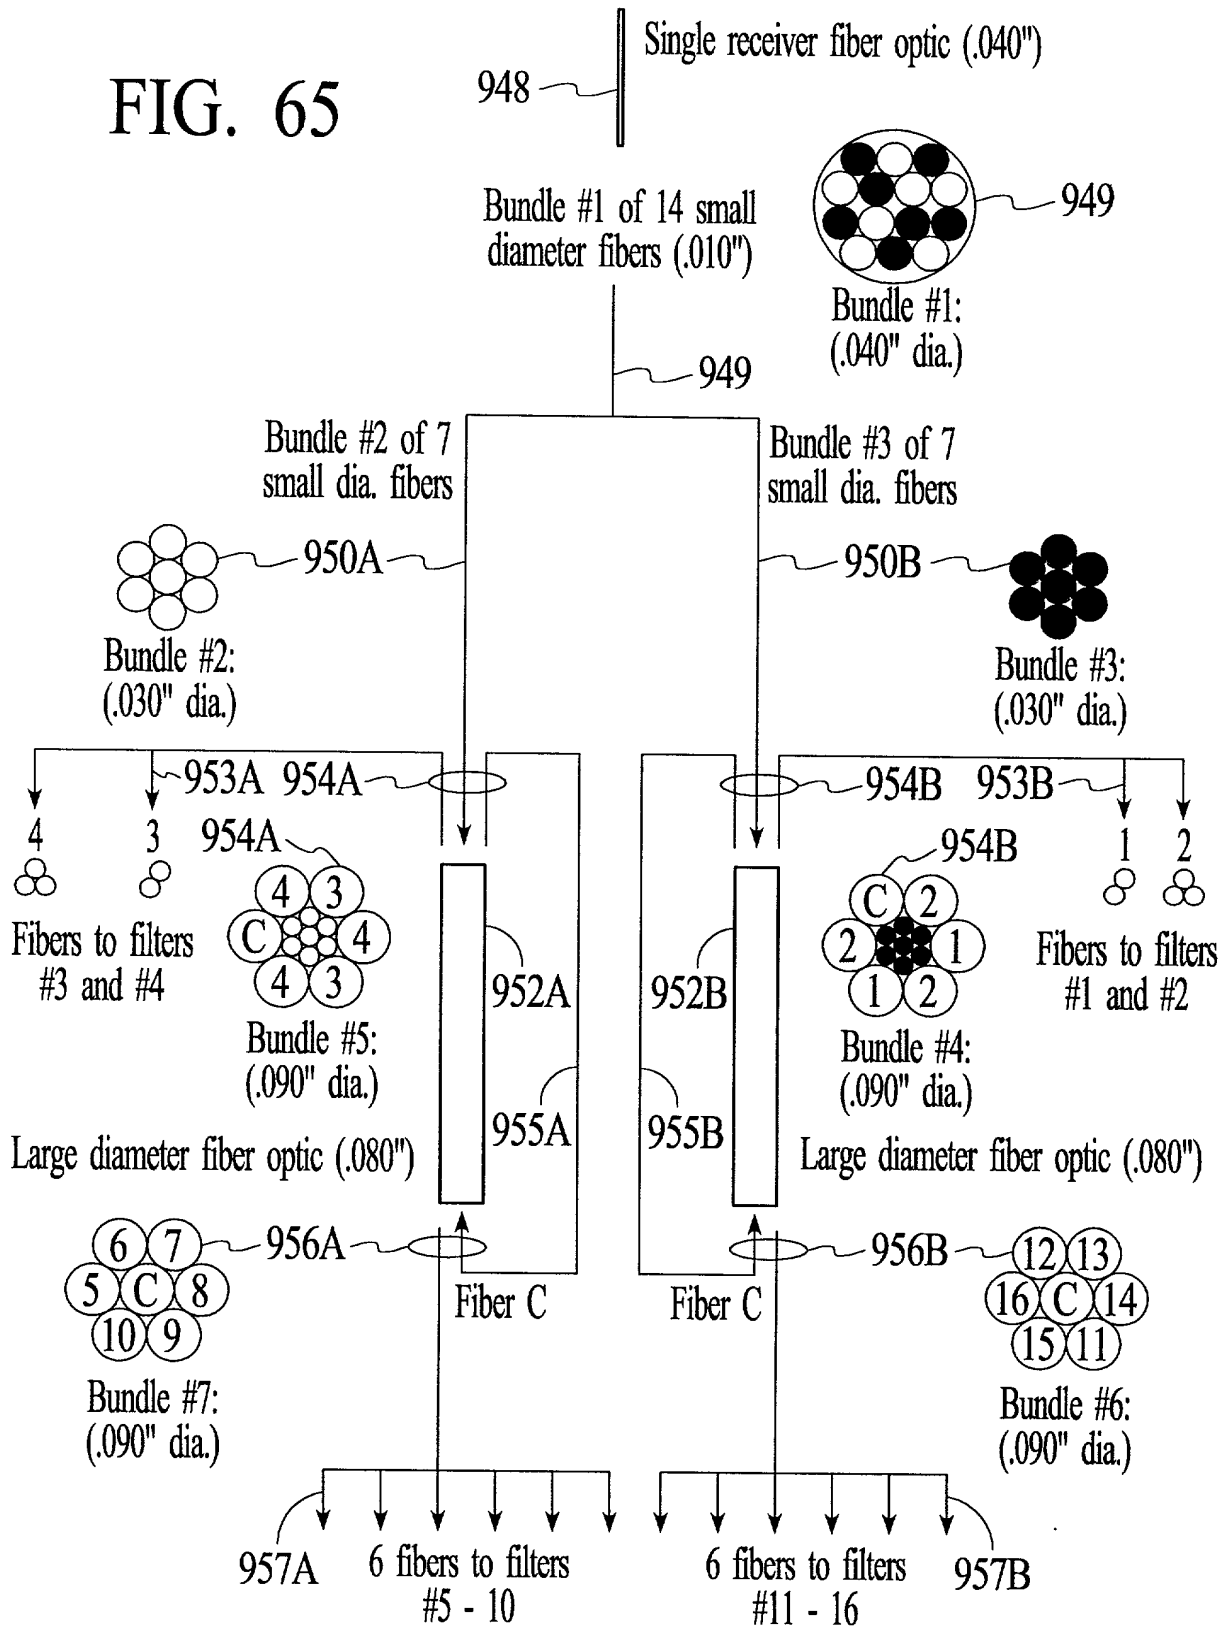 FIG. 65
Single receiver fiber optic (.040")
948
Bundle #1 of 14 small
diameter fibers (.010")
949
Bundle #1:
(.040" dia.)
949
Bundle #2 of 7
small dia. fibers
Bundle #3 of 7
small dia. fibers
950A
950B
Bundle #2:
(.030" dia.)
Bundle #3:
(.030" dia.)
953A
954A
954B
953B
4
3
954A
954B
1
2
4
3
C
4
4
3
C
2
2
1
1
2
Fibers to filters
#3 and #4
Fibers to filters
#1 and #2
952A
952B
Bundle #5:
(.090" dia.)
Bundle #4:
(.090" dia.)
955A
955B
Large diameter fiber optic (.080")
Large diameter fiber optic (.080")
6
7
5
C
8
10
9
956A
956B
12
13
16
C
14
15
11
Fiber C
Fiber C
Bundle #7:
(.090" dia.)
Bundle #6:
(.090" dia.)
957A
6 fibers to filters
#5 - 10
6 fibers to filters
#11 - 16
957B